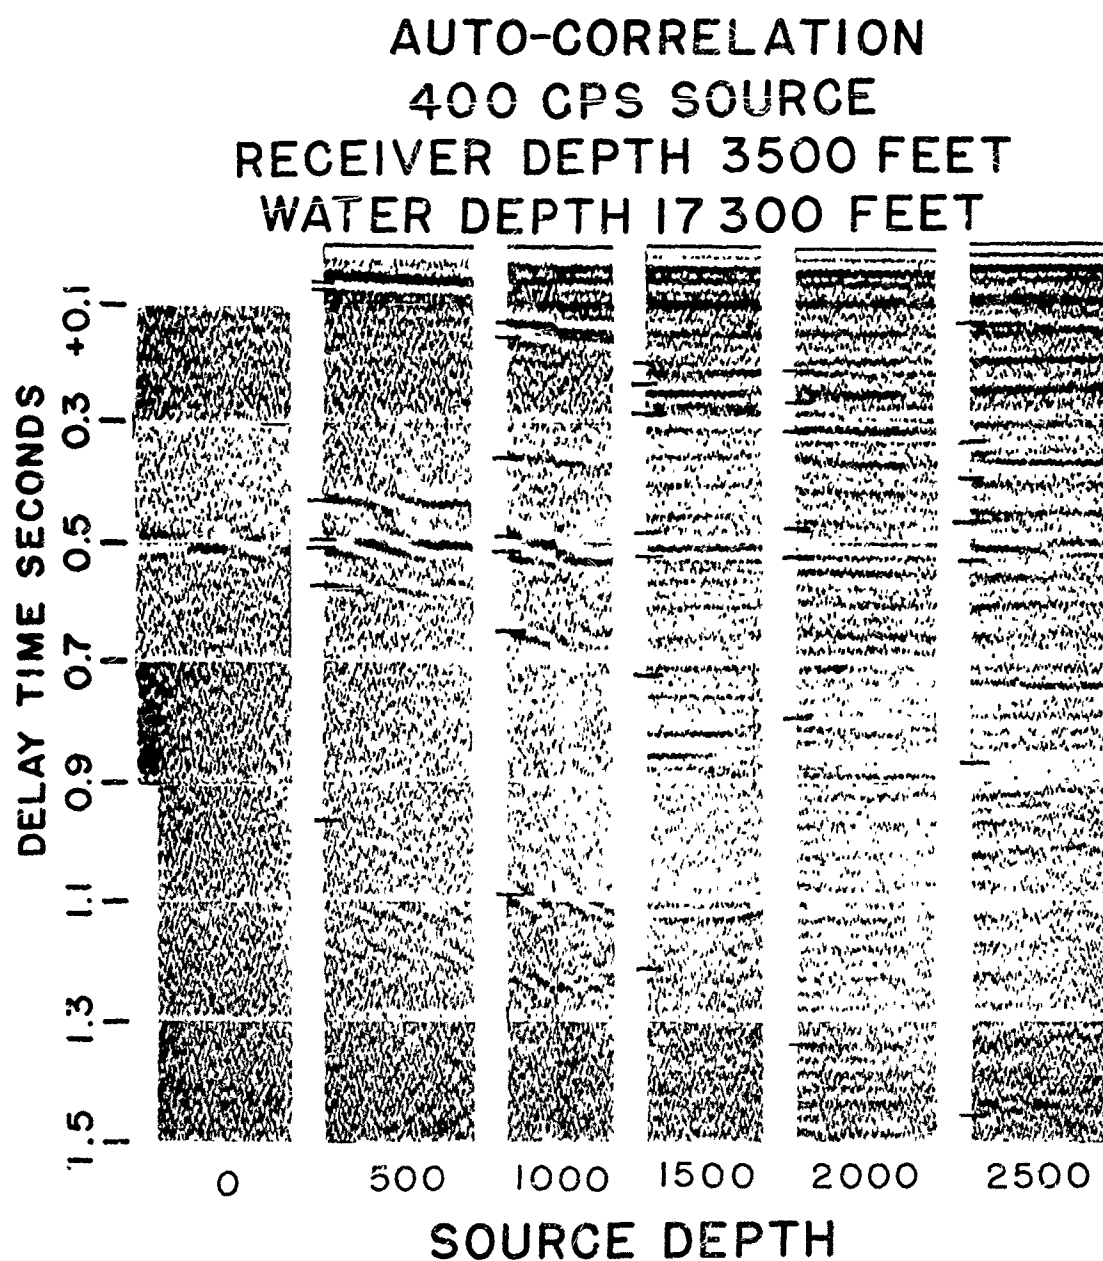 AUTO-CORRELATION
400 CPS SOURCE
RECEIVER DEPTH 3500 FEET
WATER DEPTH 17300 FEET
DELAY TIME SECONDS
+0.1
0.3
0.5
0.7
0.9
1.1
1.3
1.5
0 500 1000 1500 2000 2500
SOURCE DEPTH